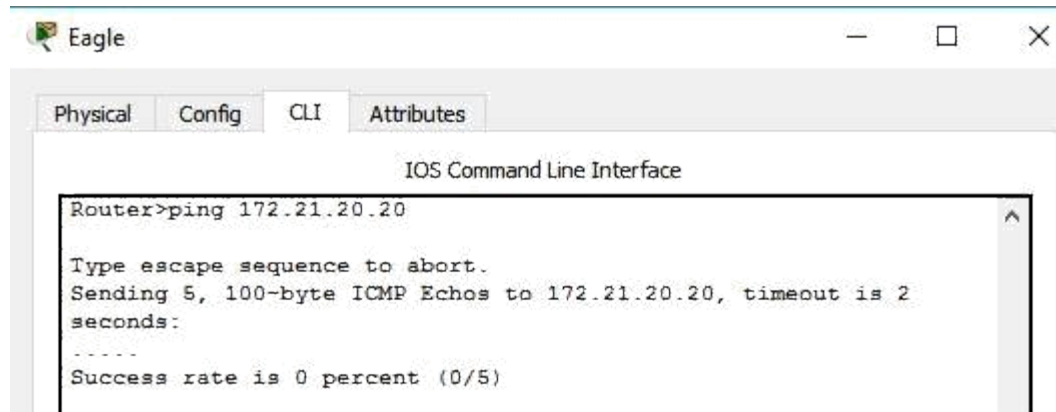 Eagle
Physical Config CLI Attributes
IOS Command Line Interface
Router>ping 172.21.20.20
Type escape sequence to abort.
Sending 5, 100-byte ICMP Echos to 172.21.20.20, timeout is 2
seconds:
.....
Success rate is 0 percent (0/5)